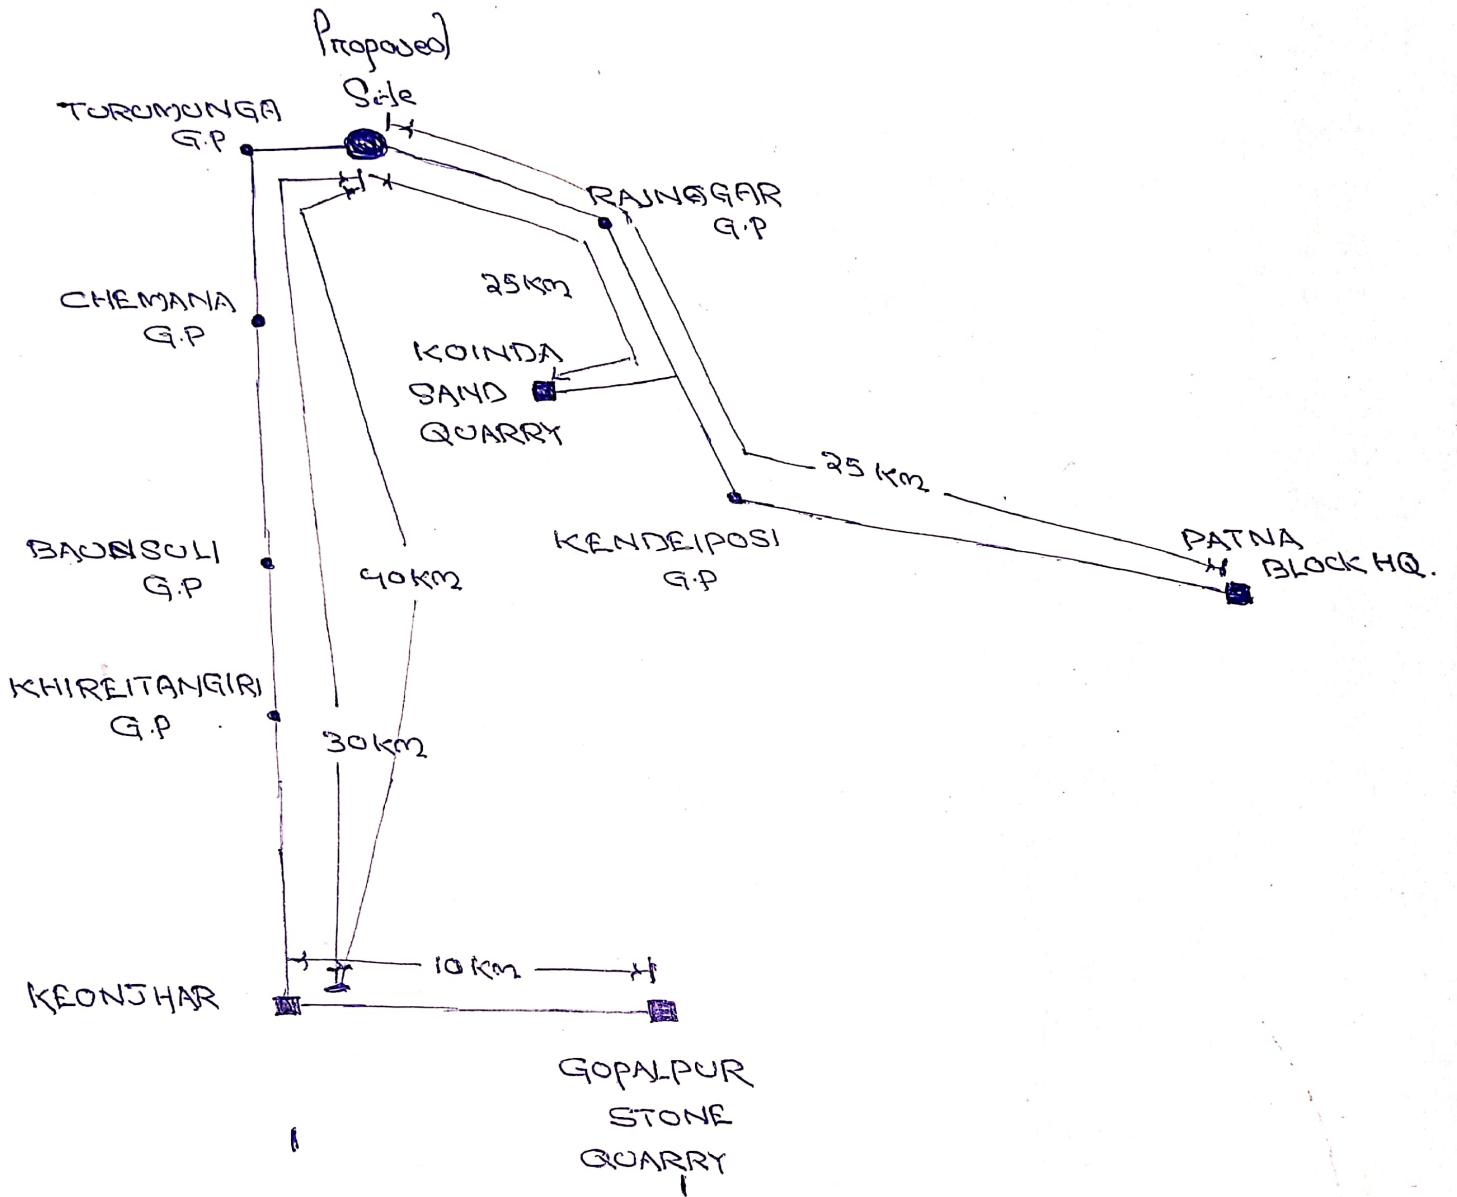 Proposed
Site
TURUMUNGA
G.P
RAJNAGAR
G.P
25 KM
CHEMANA
G.P
KOINDA
SAND
QUARRY
25 KM
BAUNSULI
G.P
40 KM
KENDEIPOSI
G.P
PATNA
BLOCK HQ.
KHIREITANGIRI
G.P
30 KM
10 KM
KEONJHAR
GOPALPUR
STONE
QUARRY